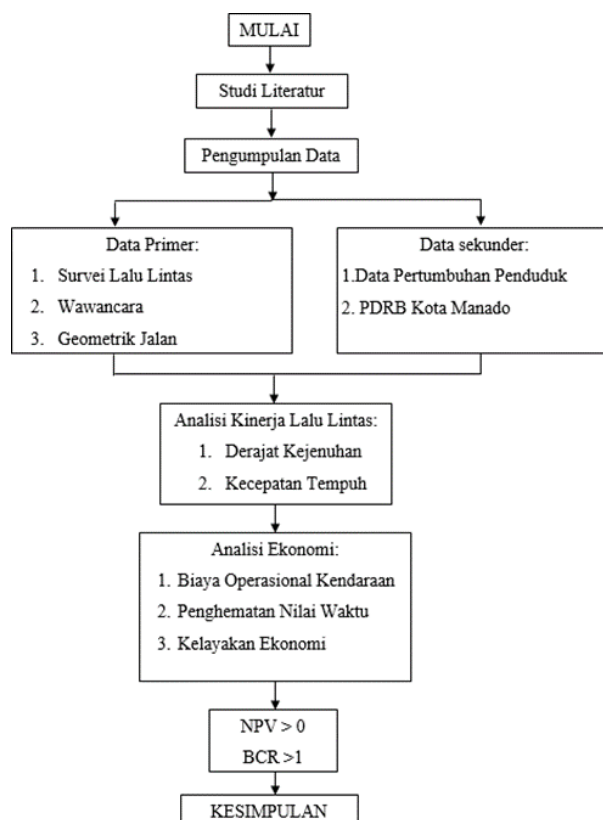 MULAI
Studi Literatur
Pengumpulan Data
Data Primer:
1. Survei Lalu Lintas
2. Wawancara
3. Geometrik Jalan
Data sekunder:
1.Data Pertumbuhan Penduduk
2. PDRB Kota Manado
Analisi Kinerja Lalu Lintas:
1. Derajat Kejenuhan
2. Kecepatan Tempuh
Analisi Ekonomi:
1. Biaya Operasional Kendaraan
2. Penghematan Nilai Waktu
3. Kelayakan Ekonomi
NPV > 0
BCR >1
KESIMPULAN